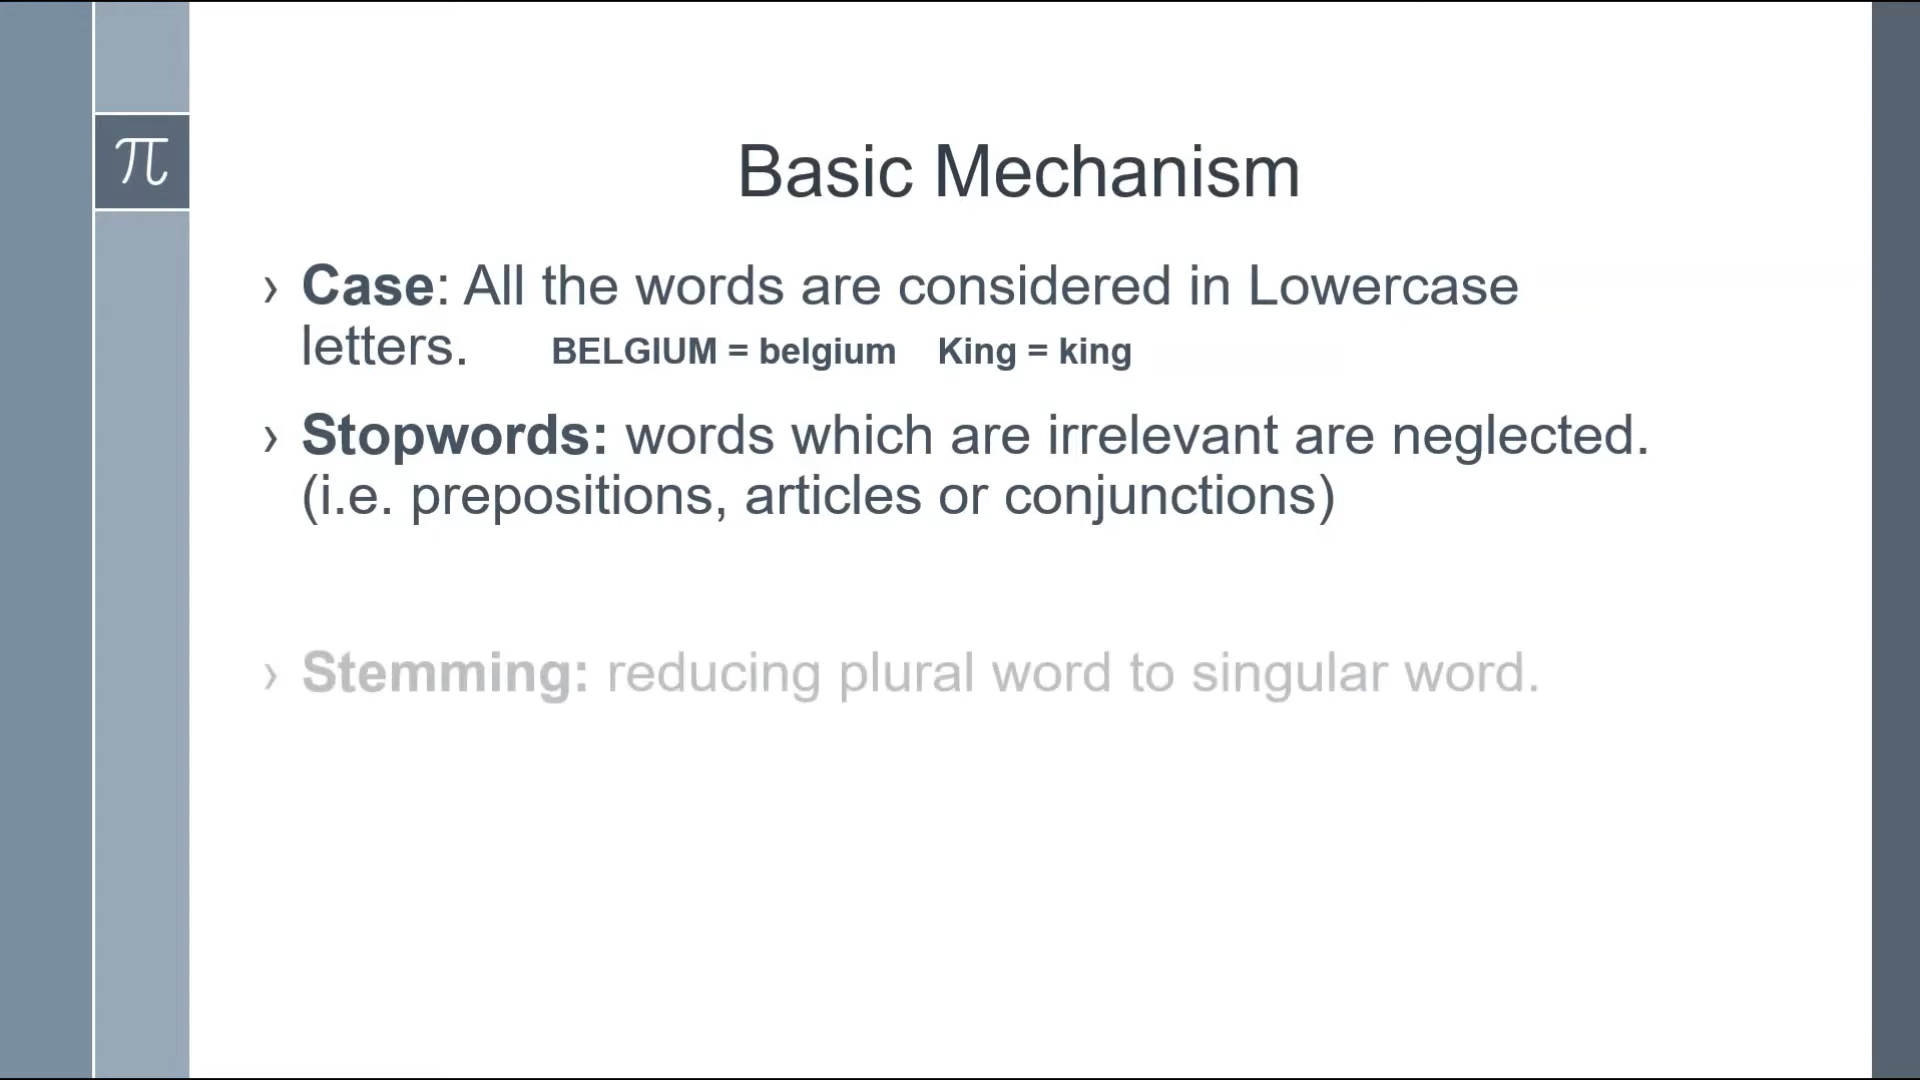 π
Basic Mechanism
› Case: All the words are considered in Lowercase
letters. BELGIUM = belgium King = king
› Stopwords: words which are irrelevant are neglected.
(i.e. prepositions, articles or conjunctions)
› Stemming: reducing plural word to singular word.